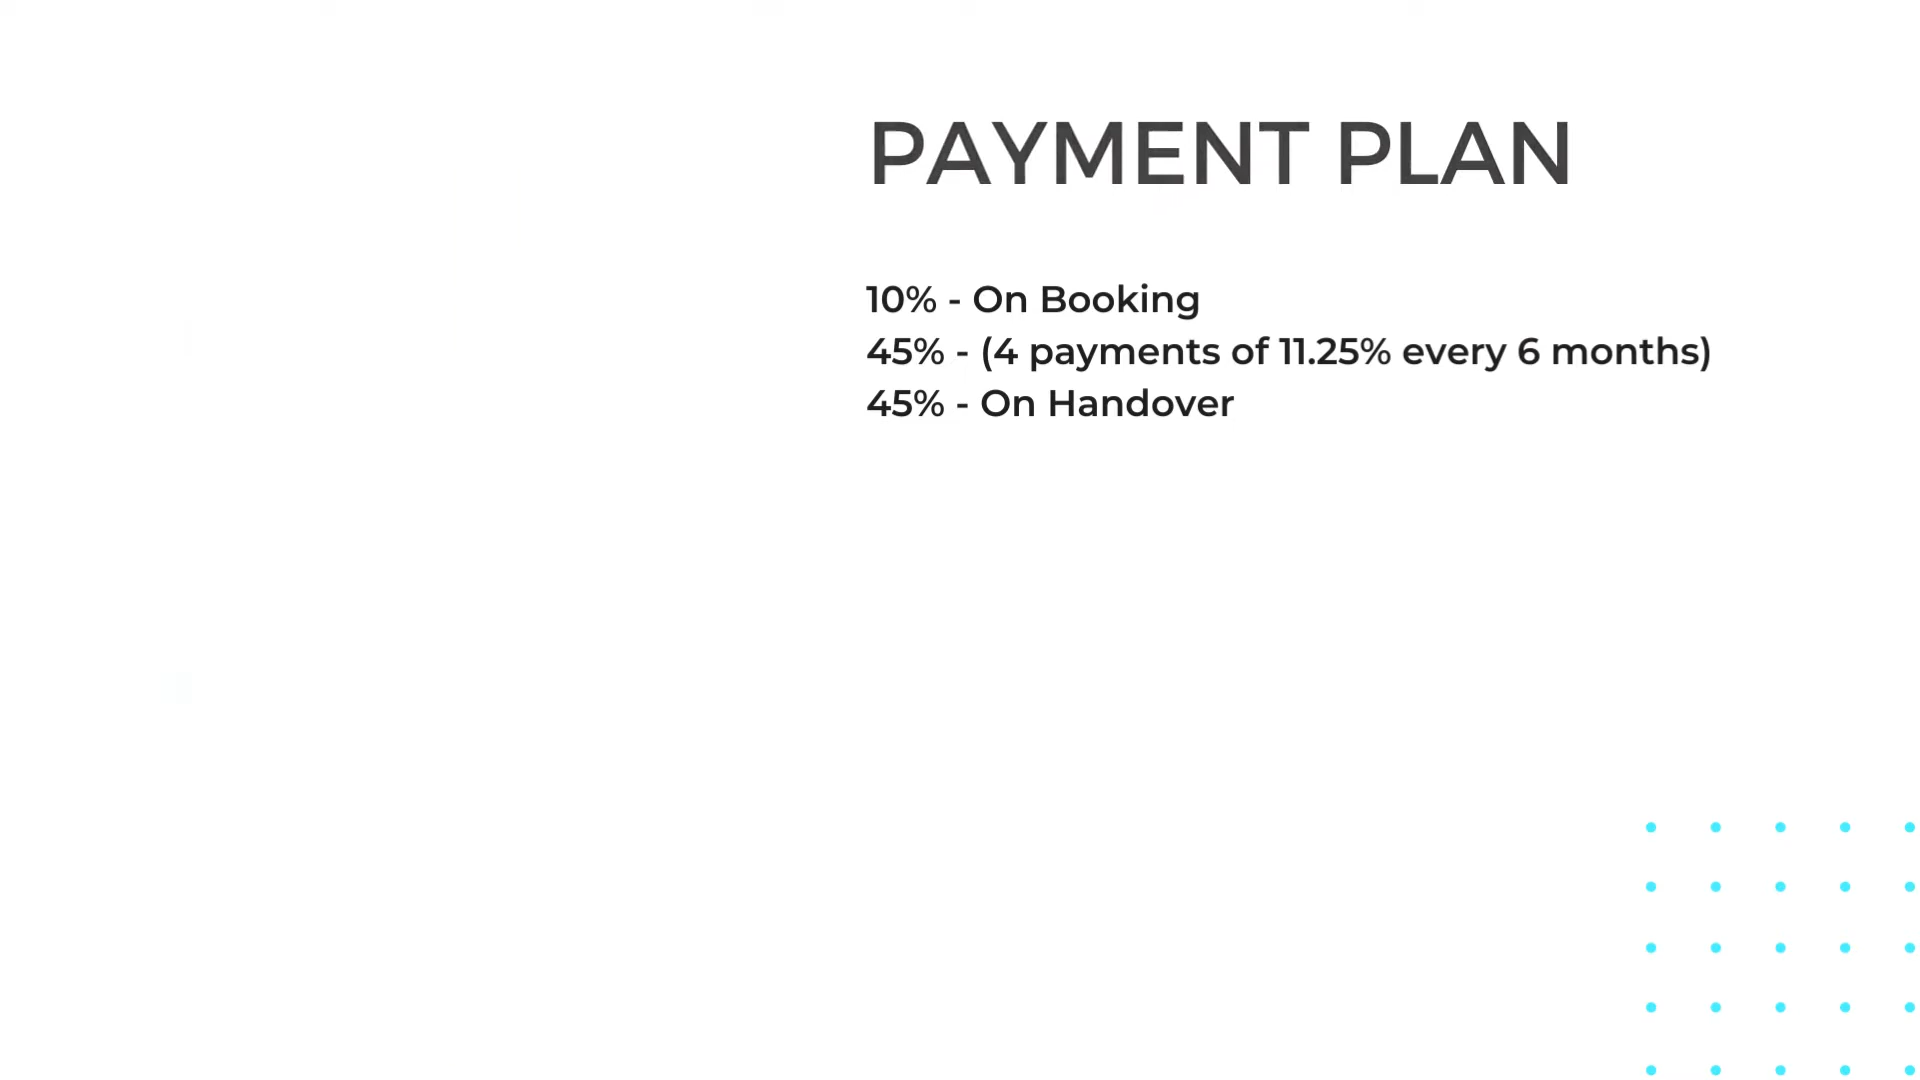 PAYMENT PLAN
10% - On Booking
45% - (4 payments of 11.25% every 6 months)
45% - On Handover